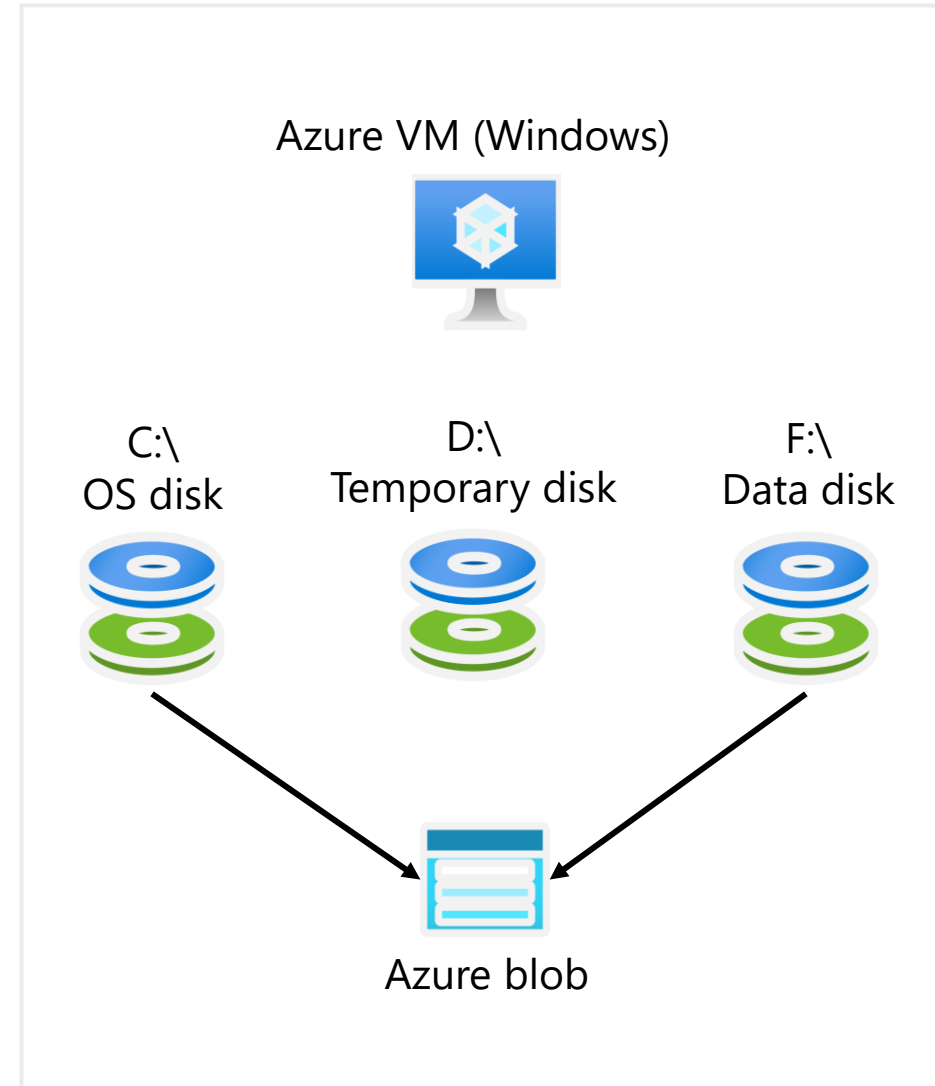 Azure VM (Windows)
C:\
OS disk
D:\
Temporary disk
F:\
Data disk
Azure blob